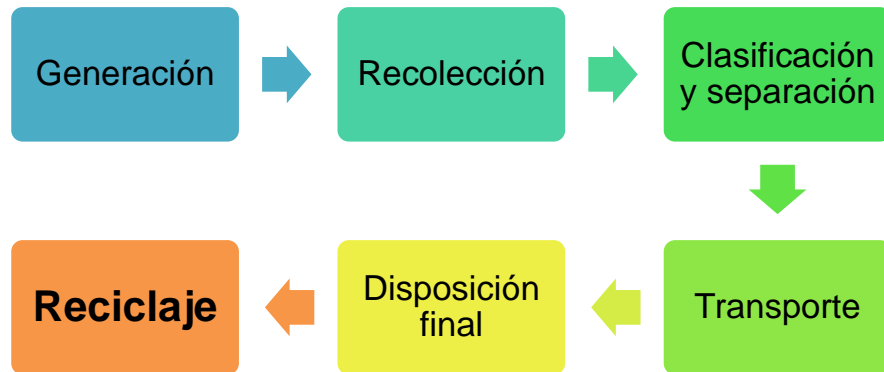 Generación
Recolección
Clasificación
y separación
Transporte
Disposición
final
Reciclaje